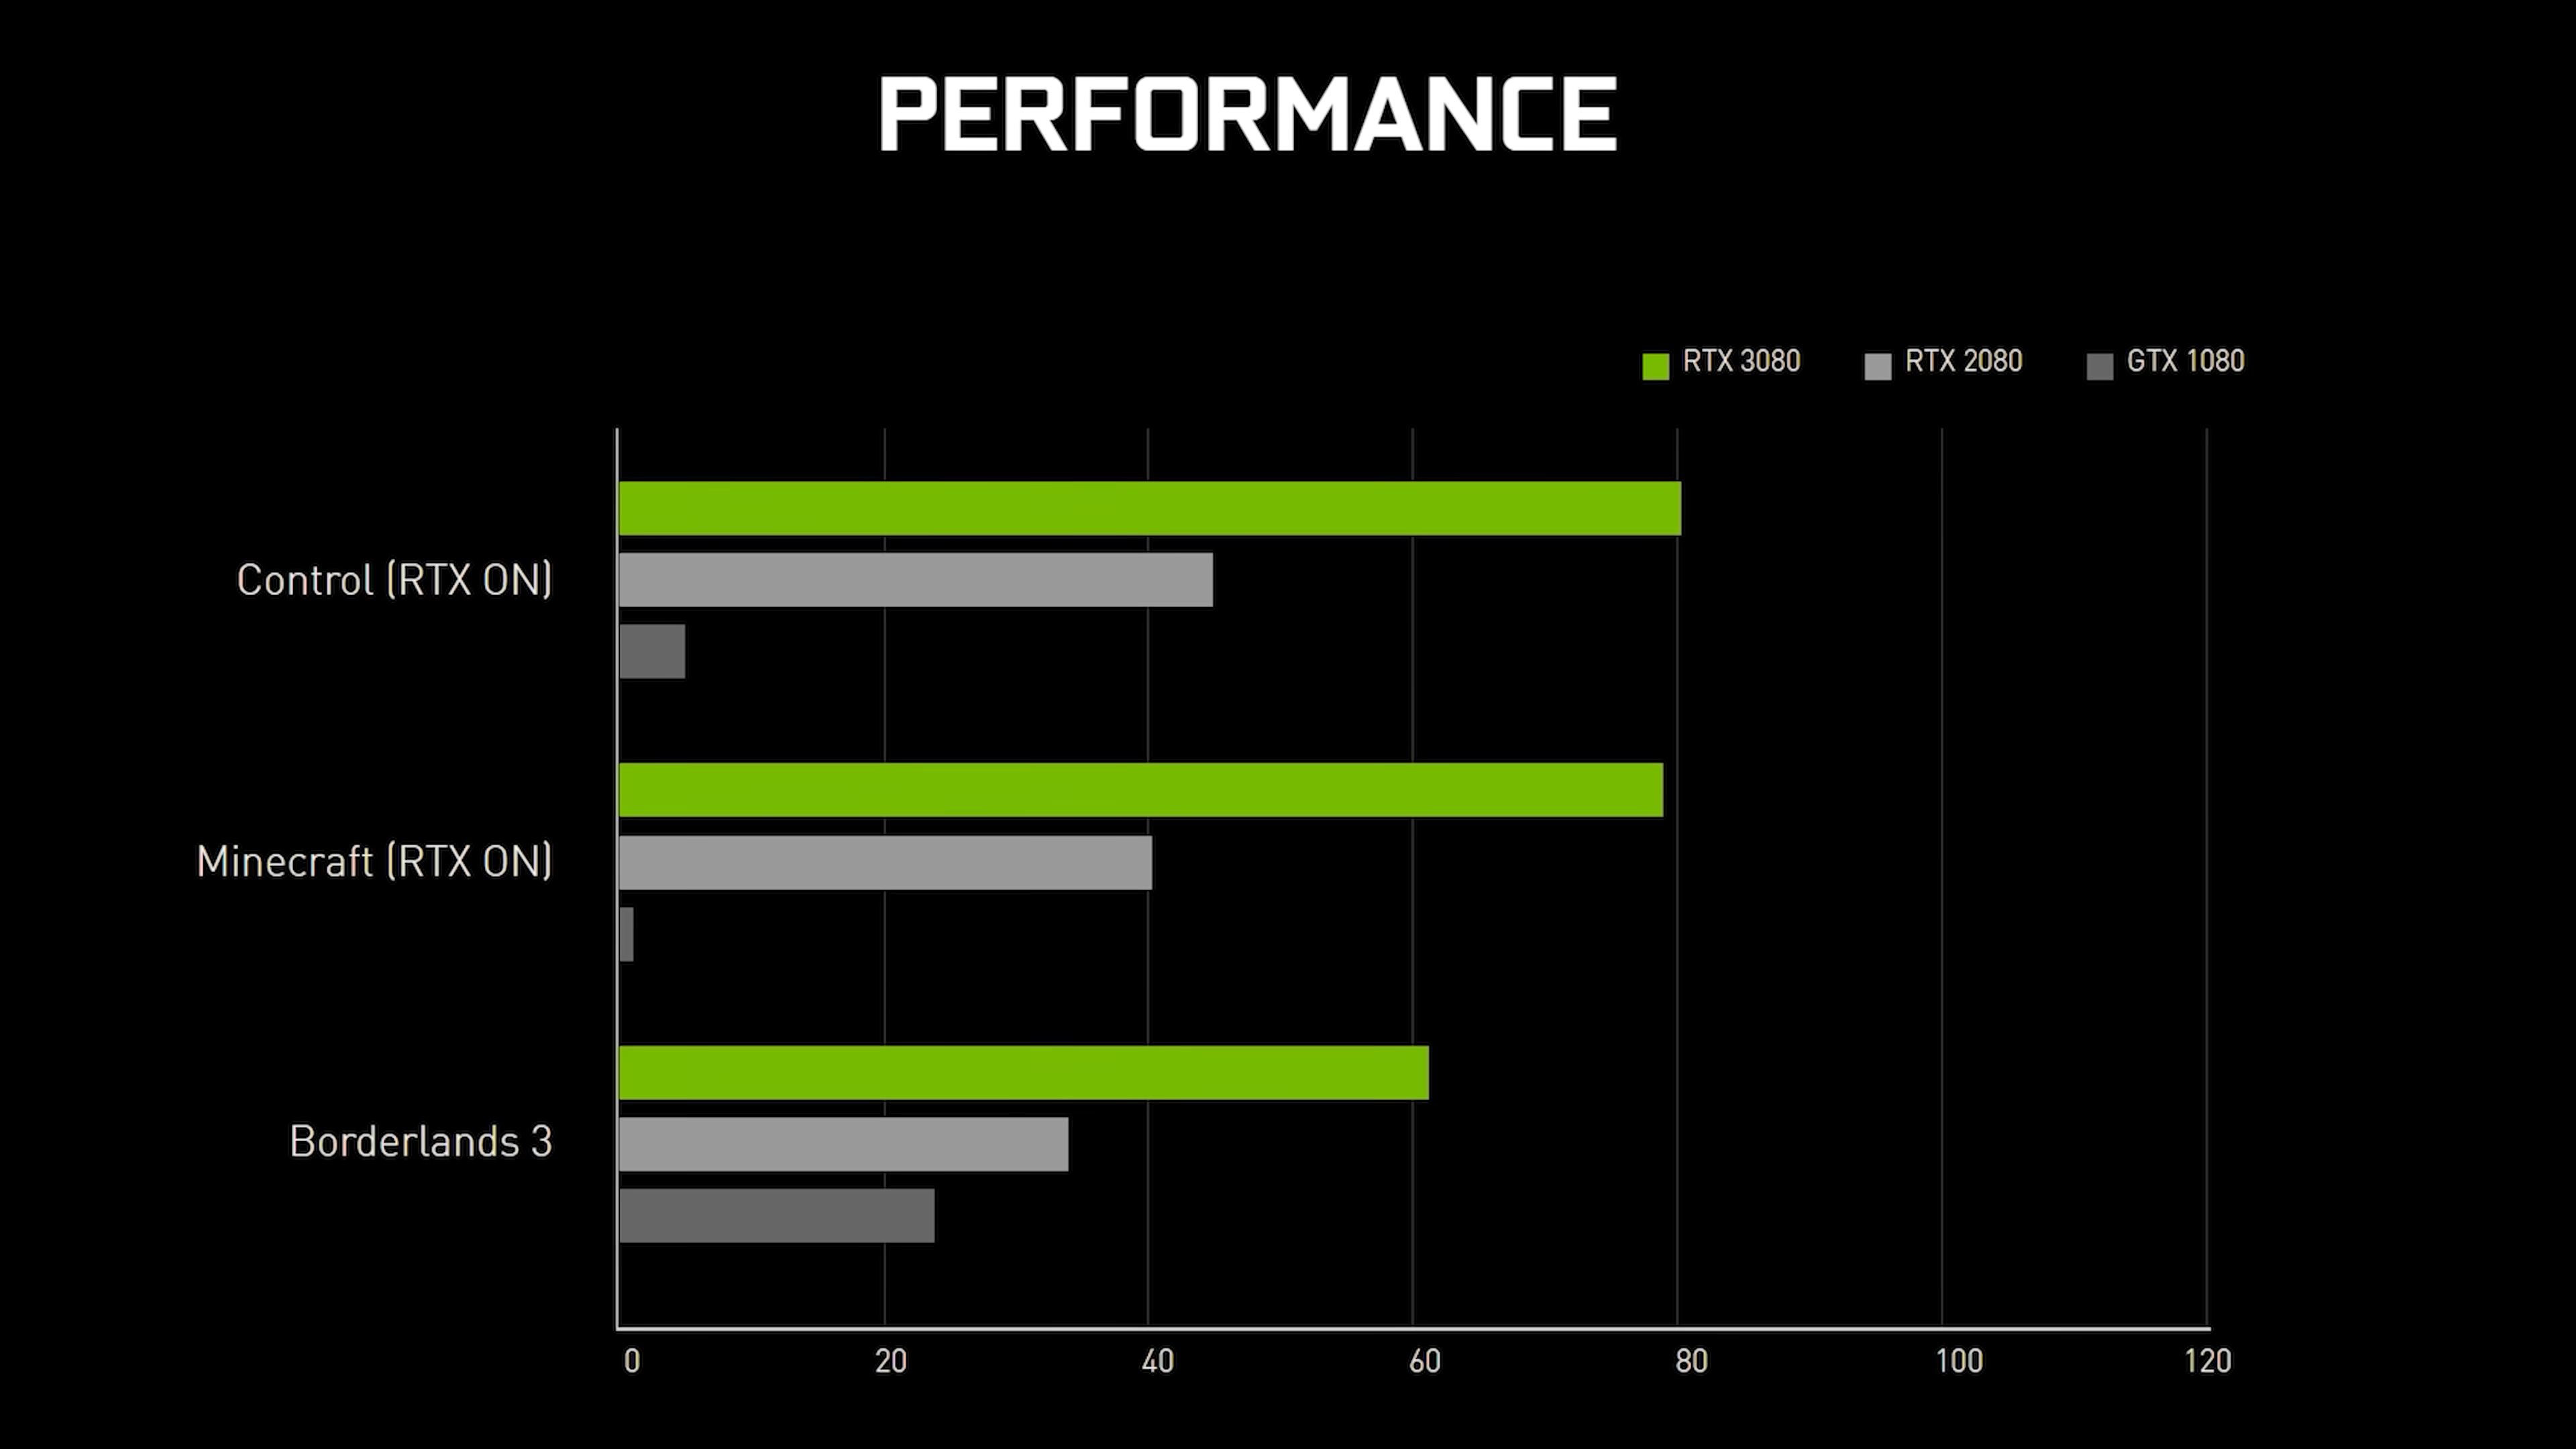 PERFORMANCE
RTX 3080 RTX 2080 GTX 1080
Control (RTX ON)
Minecraft (RTX ON)
Borderlands 3
0 20 40 60 80 100 120